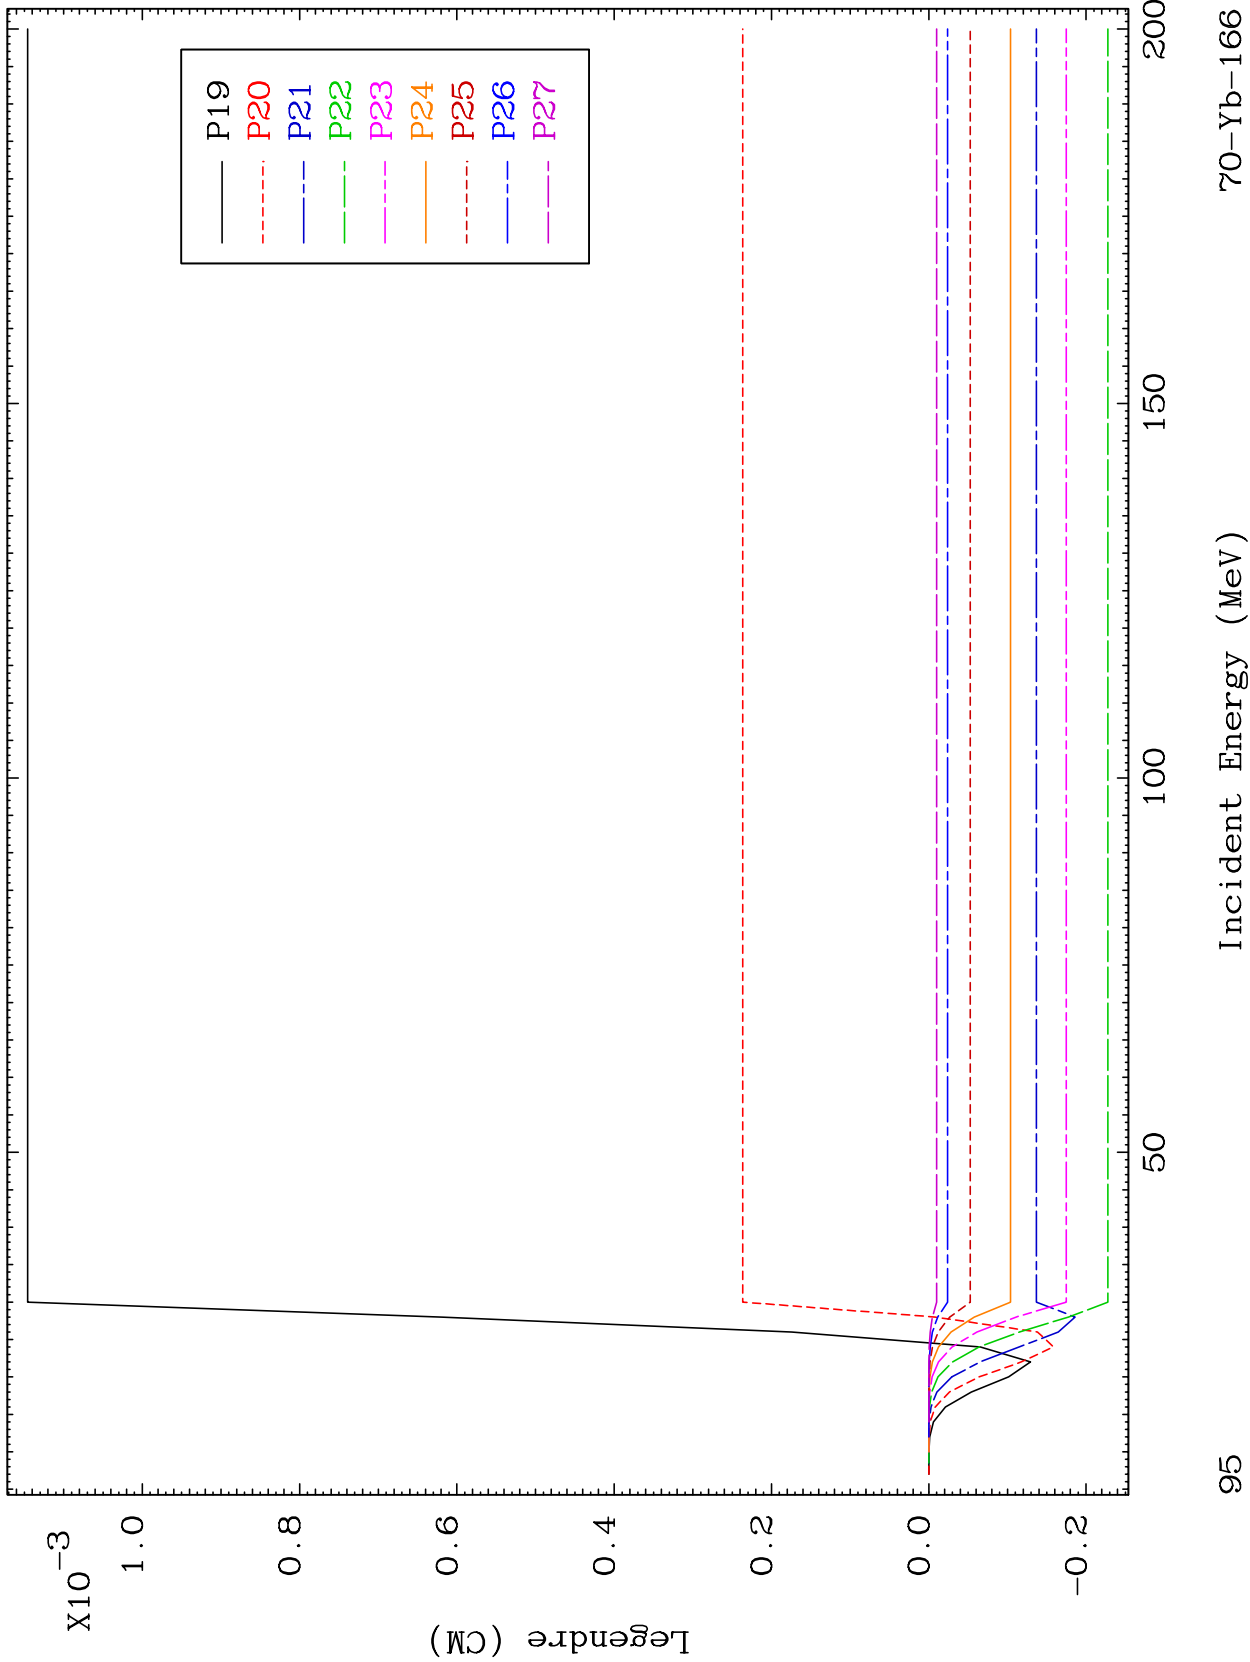 X10-3
1.0
0.8
0.6
0.4
0.2
0.0
-0.2
Legendre (CM)
P19
P20
P21
P22
P23
P24
P25
P26
P27
50
100
150
200
Incident Energy (MeV)
95
70-Yb-166